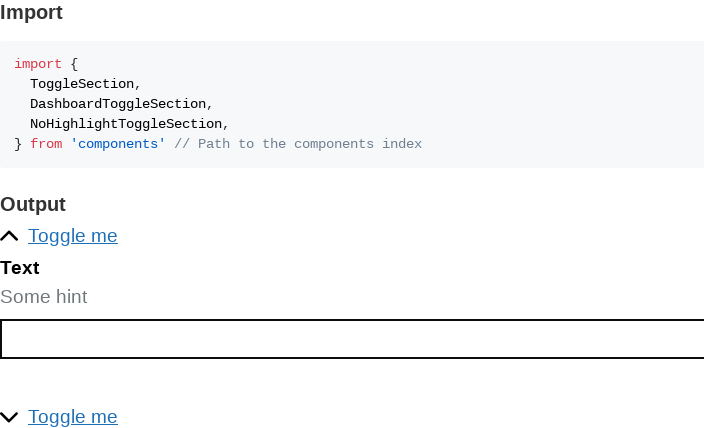 Import
import {
  ToggleSection,
  DashboardToggleSection,
  NoHighlightToggleSection,
} from 'components' // Path to the components index
Output
Toggle me
Text
Some hint
Toggle me